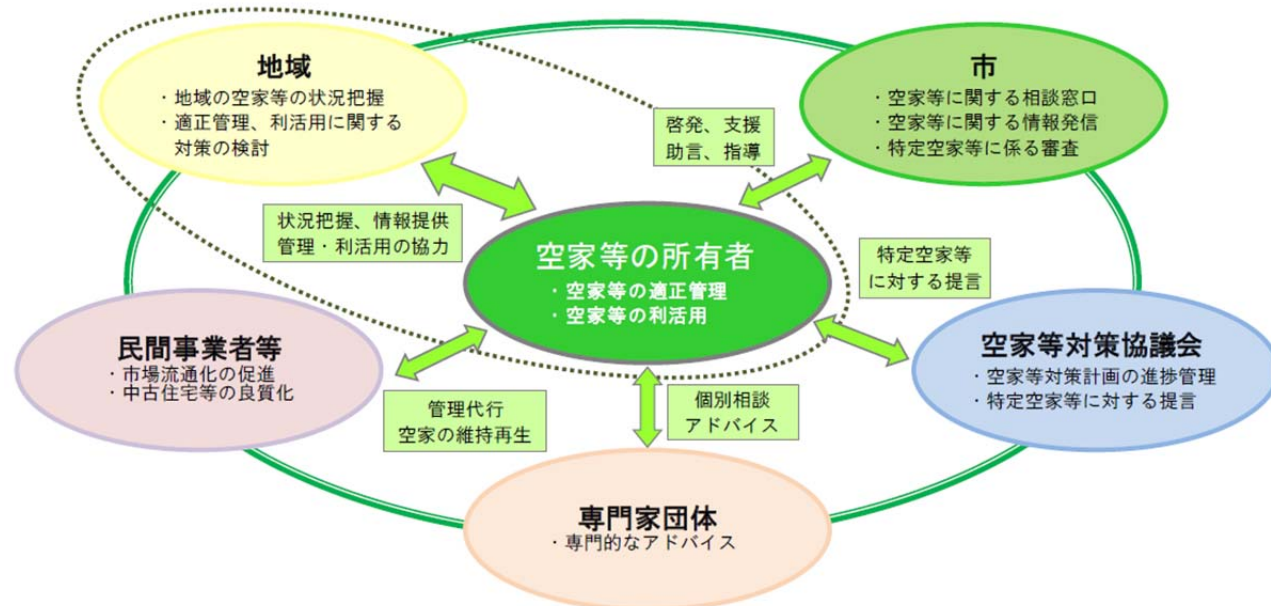 地域
・地域の空家等の状況把握
・適正管理、利活用に関する
対策の検討
市
・空家等に関する相談窓口
・空家等に関する情報発信
・特定空家等に係る審査
啓発、支援
助言、指導
状況把握、情報提供
管理・利活用の協力
空家等の所有者
・空家等の適正管理
・空家等の利活用
特定空家等
に対する提言
民間事業者等
・市場流通化の促進
・中古住宅等の良質化
空家等対策協議会
・空家等対策計画の進捗管理
・特定空家等に対する提言
管理代行
空家の維持再生
個別相談
アドバイス
専門家団体
・専門的なアドバイス